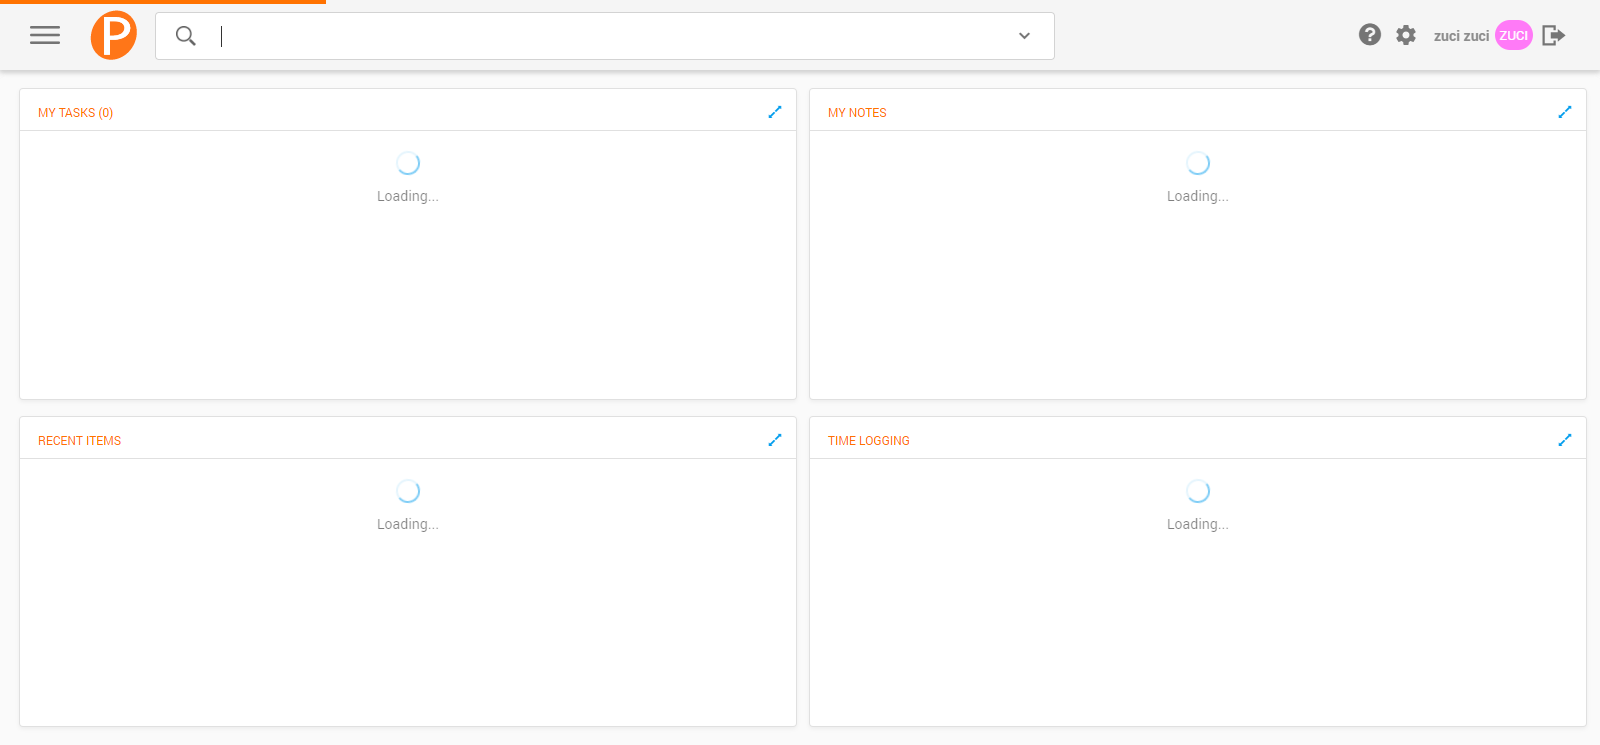 P
zuci zuci ZUCI
MY TASKS (0)
MY NOTES
Loading...
Loading...
RECENT ITEMS
TIME LOGGING
Loading...
Loading...